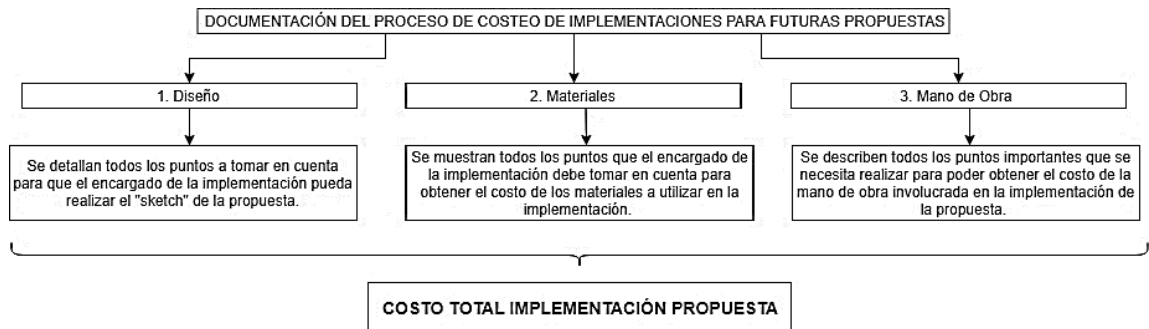 DOCUMENTACIÓN DEL PROCESO DE COSTEO DE IMPLEMENTACIONES PARA FUTURAS PROPUESTAS
1. Diseño
2. Materiales
3. Mano de Obra
Se detallan todos los puntos a tomar en cuenta
para que el encargado de la implementación pueda
realizar el "sketch" de la propuesta.
Se muestran todos los puntos que el encargado de
la implementación debe tomar en cuenta para
obtener el costo de los materiales a utilizar en la
implementación.
Se describen todos los puntos importantes que se
necesita realizar para poder obtener el costo de la
mano de obra involucrada en la implementación de
la propuesta.
COSTO TOTAL IMPLEMENTACIÓN PROPUESTA